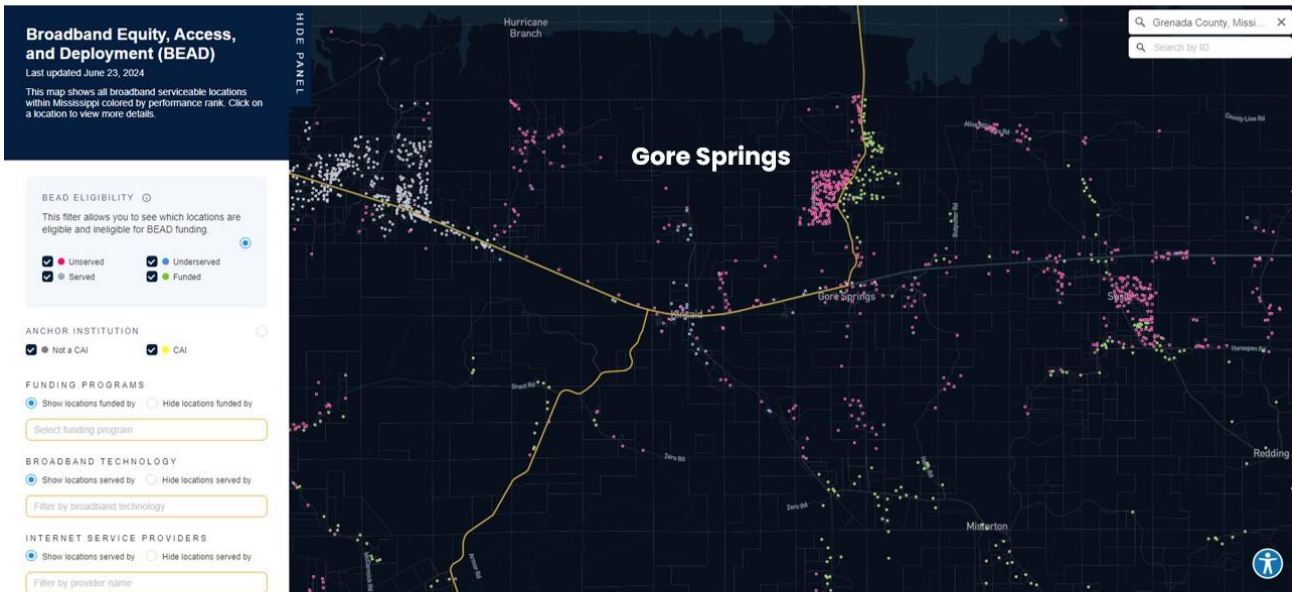 Broadband Equity, Access,
and Deployment (BEAD)
Last updated June 23, 2024
This map shows all broadband serviceable locations
within Mississippi colored by performance rank. Click on
a location to view more details.
HIDE PANEL
BEAD ELIGIBILITY
This filter allows you to see which locations are
eligible and ineligible for BEAD funding.
Unserved Underserved
Served Funded
ANCHOR INSTITUTION
Not a CAI CAI
FUNDING PROGRAMS
Show locations funded by Hide locations funded by
Select funding program
BROADBAND TECHNOLOGY
Show locations served by Hide locations served by
Filter by broadband technology
INTERNET SERVICE PROVIDERS
Show locations served by Hide locations served by
Filter by provider name
Grenada County, Missi...
Search by ID
Hurricane
Branch
County Line Rd
Gore Springs
Gore Springs
Kincaid
Horsepen Rd
Zero Rd
Redding
Zero Rd
Misterton